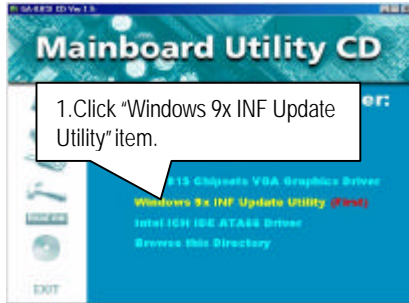 Mainboard Utility CD
er:
1.Click “Windows 9x INF Update
Utility” item.
815 Chipsets VGA Graphics Driver
Windows 9x INF Update Utility (First)
Intel ICH IDE ATA66 Driver
Browse this Directory
EXIT